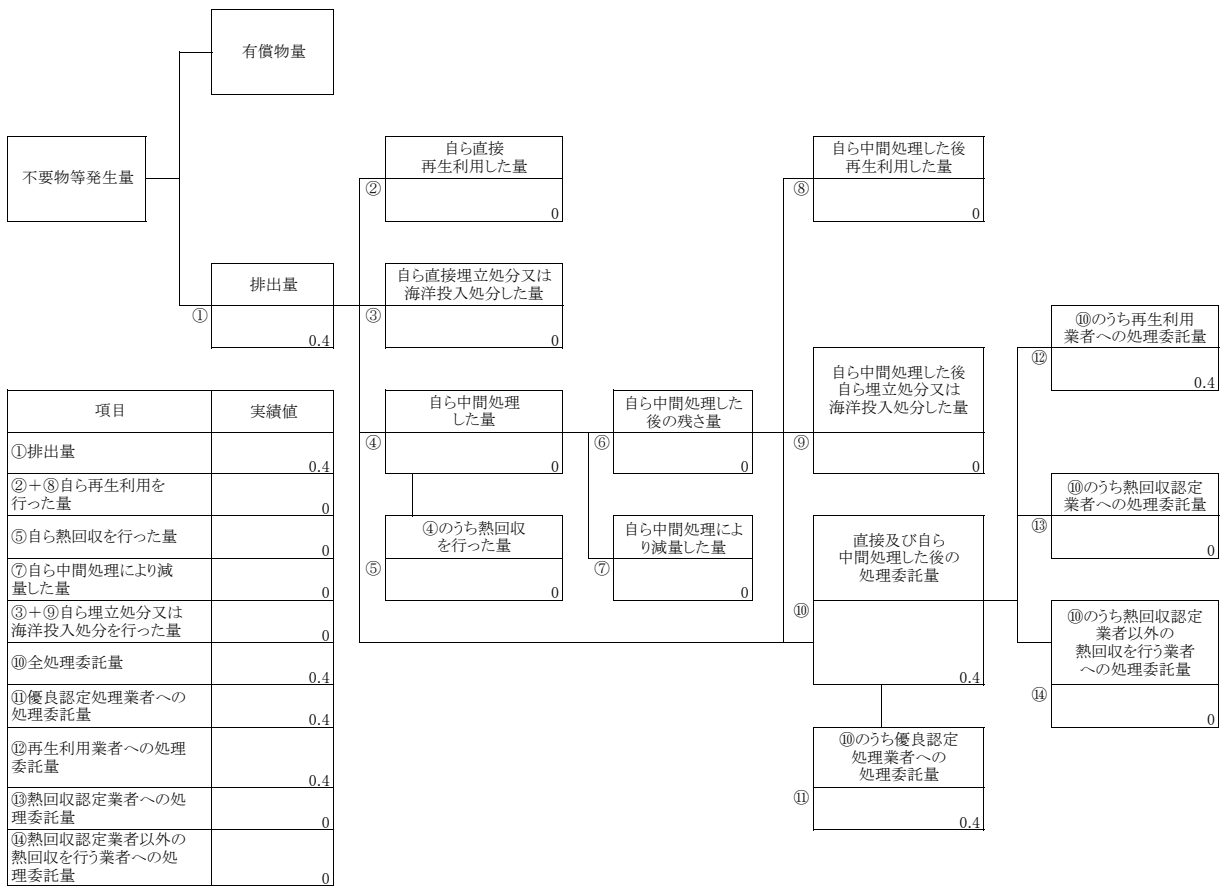 有償物量
不要物等発生量
排出量
①
0.4
自ら直接
再生利用した量
②
0
自ら直接埋立処分又は
海洋投入処分した量
③
0
自ら中間処理
した量
④
0
④のうち熱回収
を行った量
⑤
0
自ら中間処理した
後の残さ量
⑥
0
自ら中間処理によ
り減量した量
⑦
0
自ら中間処理した後
再生利用した量
⑧
0
自ら中間処理した後
自ら埋立処分又は
海洋投入処分した量
⑨
0
直接及び自ら
中間処理した後の
処理委託量
⑩
0.4
⑩のうち優良認定
処理業者への
処理委託量
⑪
0.4
⑩のうち再生利用
業者への処理委託量
⑫
0.4
⑩のうち熱回収認定
業者への処理委託量
⑬
0
⑩のうち熱回収認定
業者以外の
熱回収を行う業者
への処理委託量
⑭
0
項目 実績値
①排出量
0.4
②+⑧自ら再生利用を
行った量
0
⑤自ら熱回収を行った量
0
⑦自ら中間処理により減
量した量
0
③+⑨自ら埋立処分又は
海洋投入処分を行った量
0
⑩全処理委託量
0.4
⑪優良認定処理業者への
処理委託量
0.4
⑫再生利用業者への処理
委託量
0.4
⑬熱回収認定業者への処
理委託量
0
⑭熱回収認定業者以外の
熱回収を行う業者への処
理委託量
0